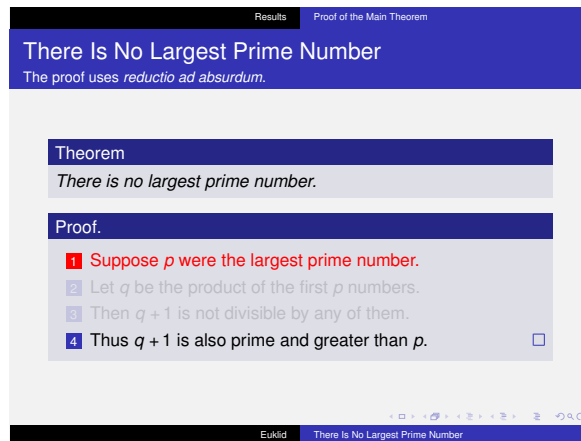 Results Proof of the Main Theorem
There Is No Largest Prime Number
The proof uses reductio ad absurdum.
Theorem
There is no largest prime number.
Proof.
1 Suppose p were the largest prime number.
2 Let q be the product of the first p numbers.
3 Then q + 1 is not divisible by any of them.
4 Thus q + 1 is also prime and greater than p.
Euklid There Is No Largest Prime Number